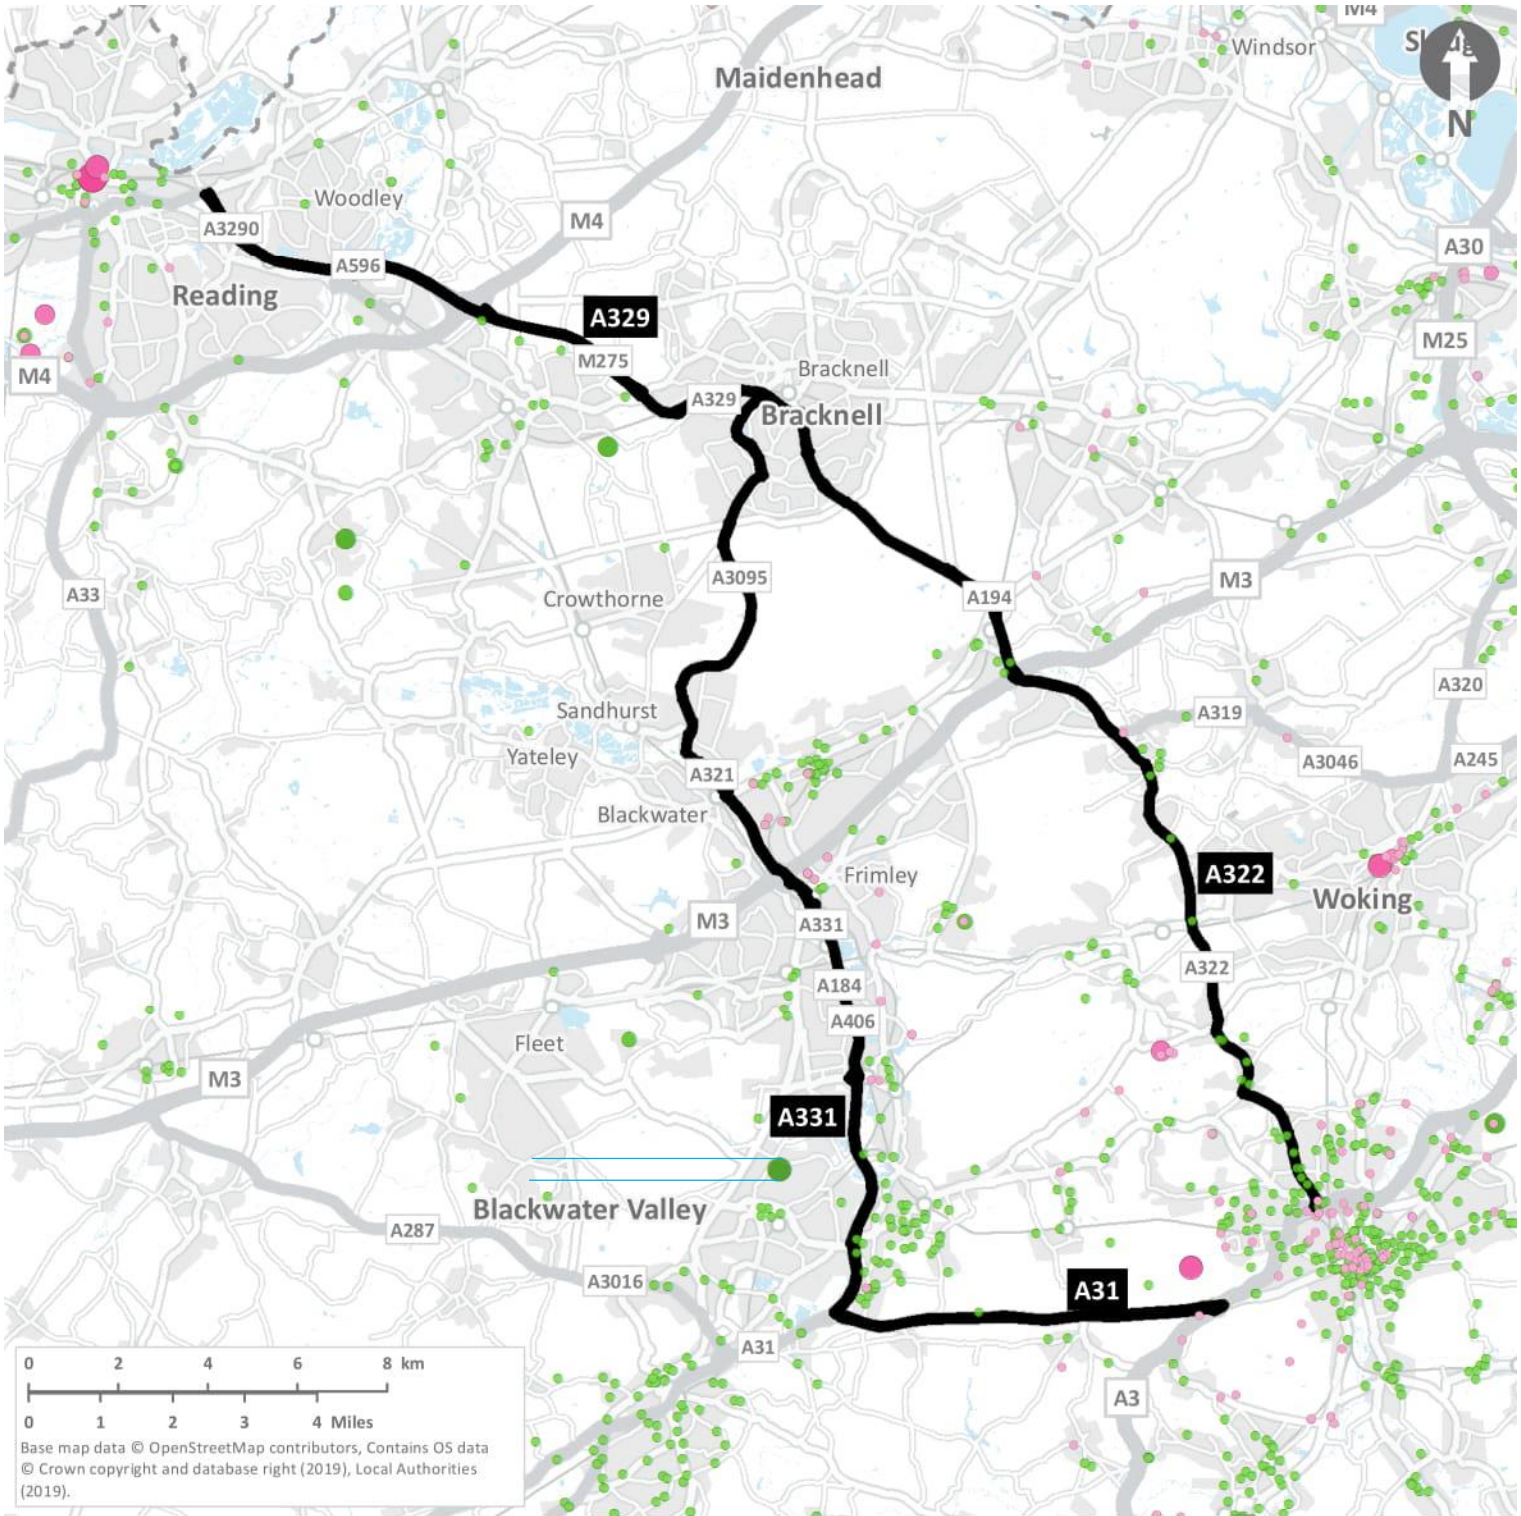 M4
Windsor
Slough
Maidenhead
N
Woodley
A3290
M4
A30
A596
Reading
A329
M25
M275
M4
Bracknell
A329
Bracknell
A3095
M3
A33
Crowthorne
A194
A320
Sandhurst
A319
Yateley
A321
A3046
A245
Blackwater
Frimley
A322
Woking
M3
A331
A322
A184
A406
Fleet
M3
A331
Blackwater Valley
A287
A3016
A31
A31
A3
0 2 4 6 8 km
0 1 2 3 4 Miles
Base map data © OpenStreetMap contributors, Contains OS data
© Crown copyright and database right (2019), Local Authorities
(2019).